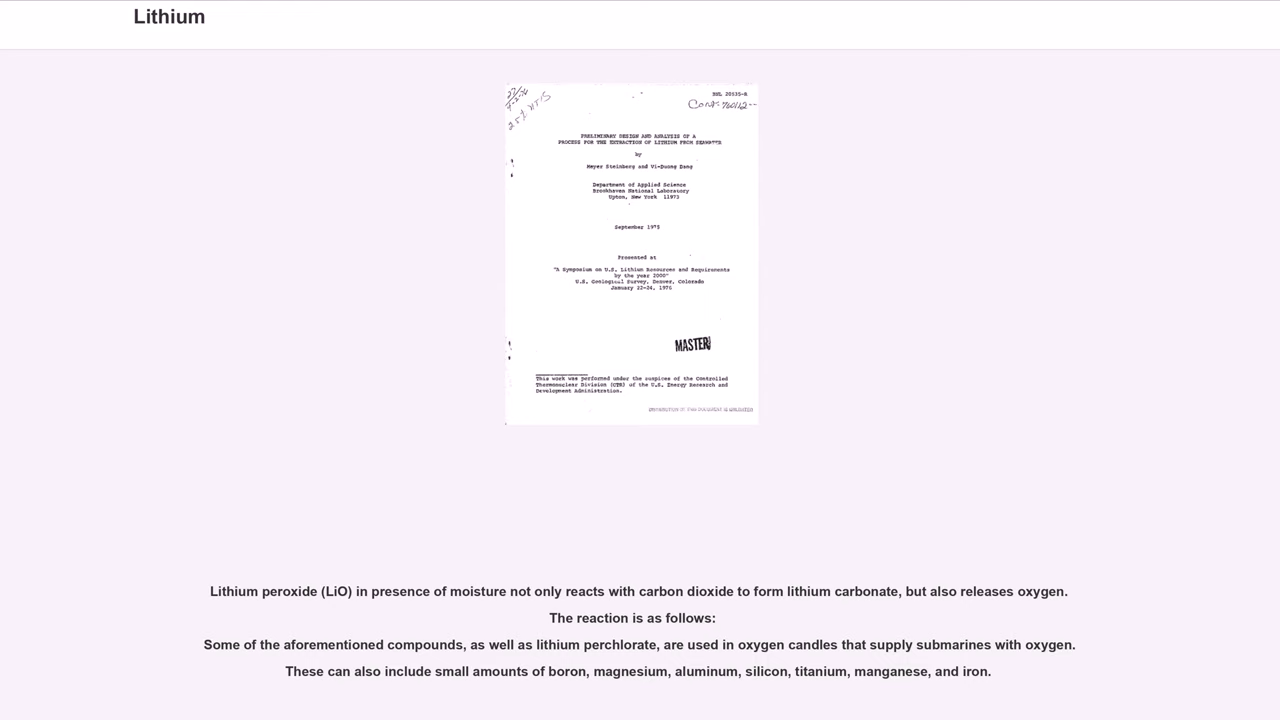 Lithium
BNL 20535-R
PRELIMINARY DESIGN AND ANALYSIS OF A
PROCESS FOR THE EXTRACTION OF LITHIUM FROM SEAWATER
by
Meyer Steinberg and Vi-Duong Dang
Department of Applied Science
Brookhaven National Laboratory
Upton, New York 11973
September 1975
Presented at
"A Symposium on U.S. Lithium Resources and Requirements
by the year 2000"
U.S. Geological Survey, Denver, Colorado
January 22-24, 1976
MASTER
This work was performed under the auspices of the Controlled
Thermonuclear Division (CTR) of the U.S. Energy Research and
Development Administration.
DISTRIBUTION OF THIS DOCUMENT IS UNLIMITED
Lithium peroxide (LiO) in presence of moisture not only reacts with carbon dioxide to form lithium carbonate, but also releases oxygen.
The reaction is as follows:
Some of the aforementioned compounds, as well as lithium perchlorate, are used in oxygen candles that supply submarines with oxygen.
These can also include small amounts of boron, magnesium, aluminum, silicon, titanium, manganese, and iron.